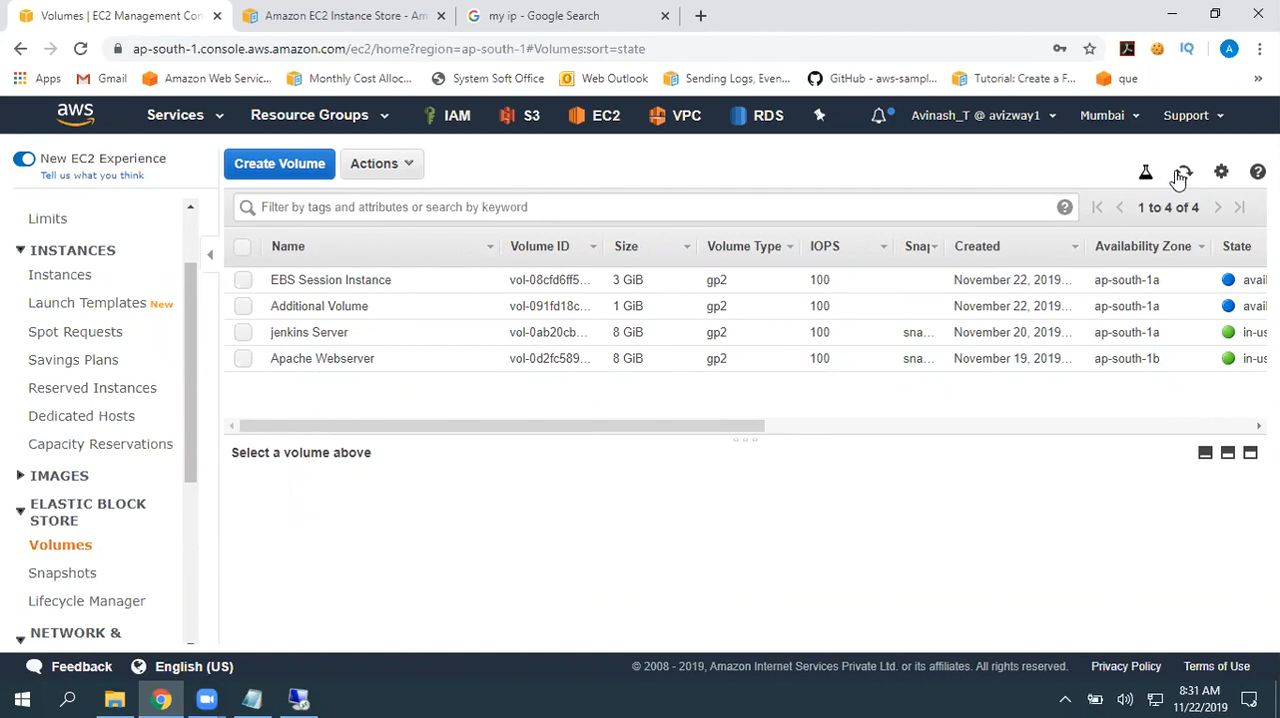 Volumes | EC2 Management Con
Amazon EC2 Instance Store - Am
my ip - Google Search
ap-south-1.console.aws.amazon.com/ec2/home?region=ap-south-1#Volumes:sort=state
IQ
A
Apps
Gmail
Amazon Web Servic...
Monthly Cost Alloc...
System Soft Office
Web Outlook
Sending Logs, Even...
GitHub - aws-sampl...
Tutorial: Create a F...
que
»
aws
Services
Resource Groups
IAM
S3
EC2
VPC
RDS
Avinash_T @ avizway1
Mumbai
Support
New EC2 Experience
Tell us what you think
Limits
INSTANCES
Instances
Launch Templates New
Spot Requests
Savings Plans
Reserved Instances
Dedicated Hosts
Capacity Reservations
IMAGES
ELASTIC BLOCK
STORE
Volumes
Snapshots
Lifecycle Manager
NETWORK &
Create Volume
Actions
Filter by tags and attributes or search by keyword
1 to 4 of 4
Name Volume ID Size Volume Type IOPS Snap Created Availability Zone State
EBS Session Instance vol-08cfd6ff5... 3 GiB gp2 100 November 22, 2019... ap-south-1a avail
Additional Volume vol-091fd18c... 1 GiB gp2 100 November 22, 2019... ap-south-1a avail
jenkins Server vol-0ab20cb... 8 GiB gp2 100 sna... November 20, 2019... ap-south-1a in-us
Apache Webserver vol-0d2fc589... 8 GiB gp2 100 sna... November 19, 2019... ap-south-1b in-us
Select a volume above
Feedback
English (US)
© 2008 - 2019, Amazon Internet Services Private Ltd. or its affiliates. All rights reserved.
Privacy Policy
Terms of Use
8:31 AM
11/22/2019